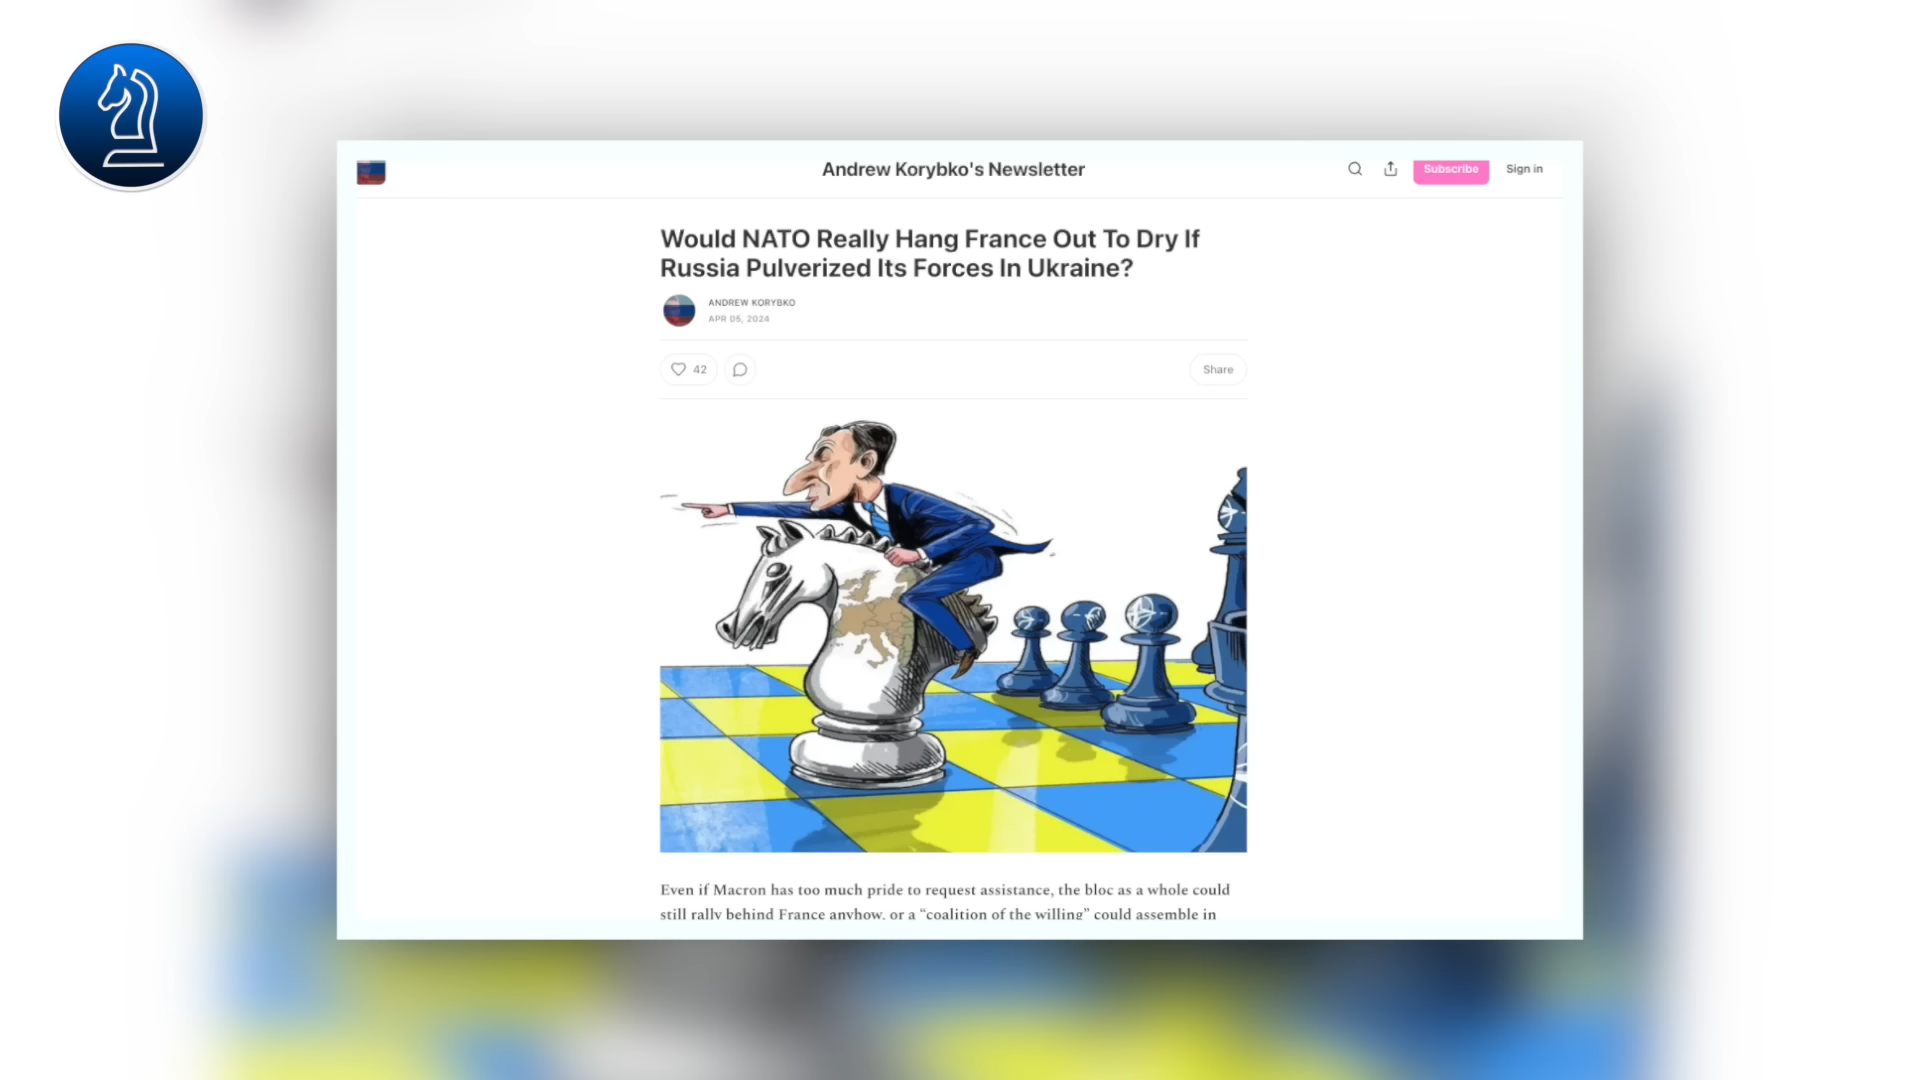 Andrew Korybko's Newsletter
Subscribe
Sign in
Would NATO Really Hang France Out To Dry If
Russia Pulverized Its Forces In Ukraine?
ANDREW KORYBKO
APR 05, 2024
42
Share
Even if Macron has too much pride to request assistance, the bloc as a whole could
still rally behind France anyhow, or a “coalition of the willing” could assemble in